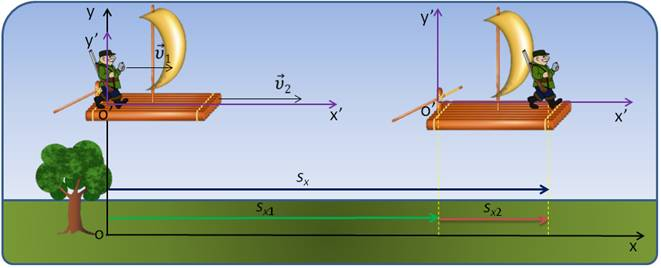 y
y'
y'
υ⃗₁
υ⃗₂
O
x'
O'
x'
sₓ
sₓ₁
sₓ₂
O
x